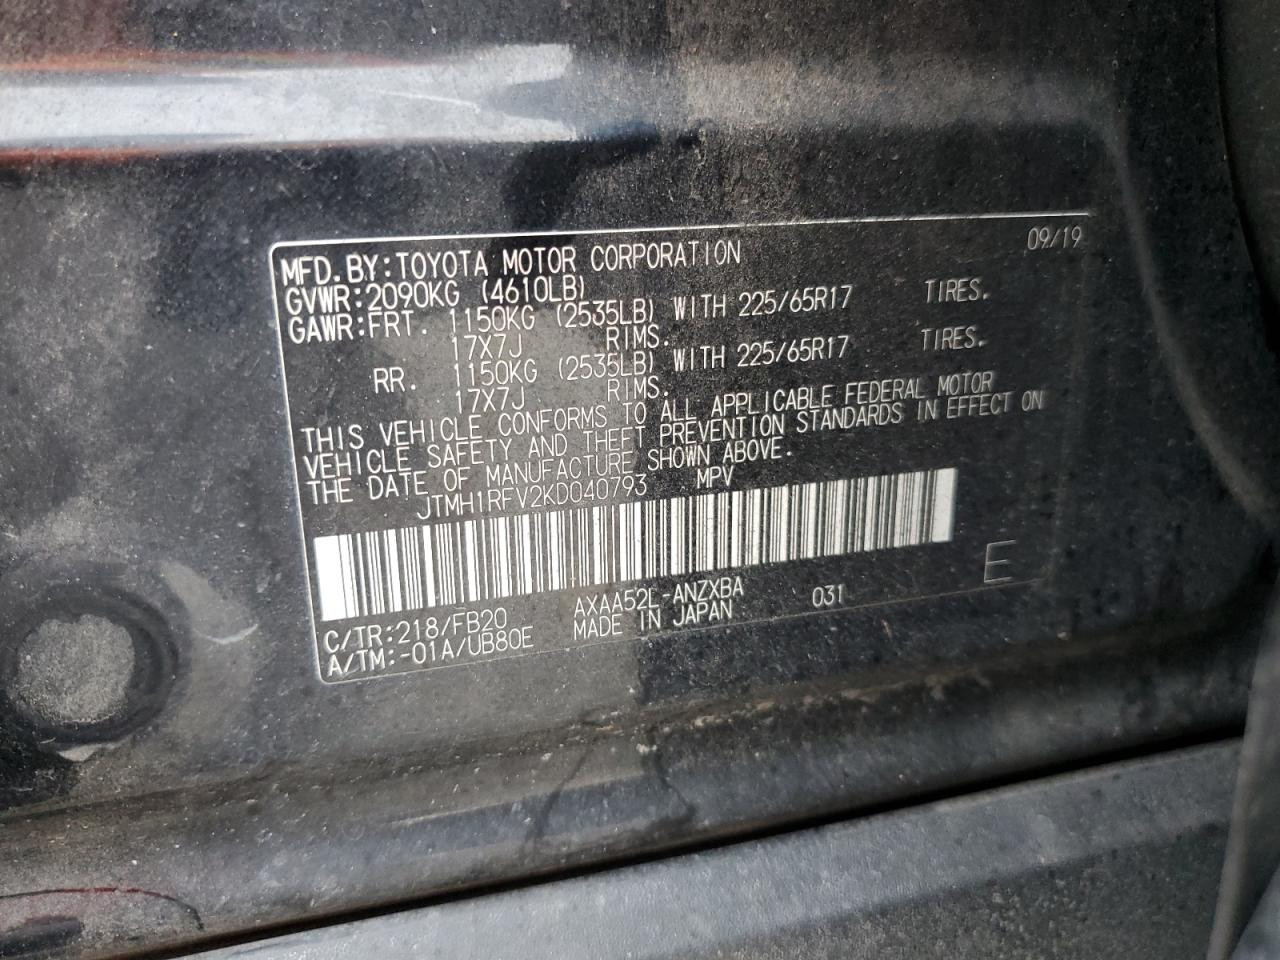 09/19
MFD.BY:TOYOTA MOTOR CORPORATION
GVWR:2090KG (4610LB)
GAWR:FRT. 1150KG (2535LB) WITH 225/65R17 TIRES.
17X7J RIMS.
RR. 1150KG (2535LB) WITH 225/65R17 TIRES.
17X7J RIMS.
THIS VEHICLE CONFORMS TO ALL APPLICABLE FEDERAL MOTOR
VEHICLE SAFETY AND THEFT PREVENTION STANDARDS IN EFFECT ON
THE DATE OF MANUFACTURE SHOWN ABOVE.
JTMH1RFV2KD040793 MPV
C/TR:218/FB20 AXAA52L-ANZXBA 031 E
A/TM:-01A/UB80E MADE IN JAPAN